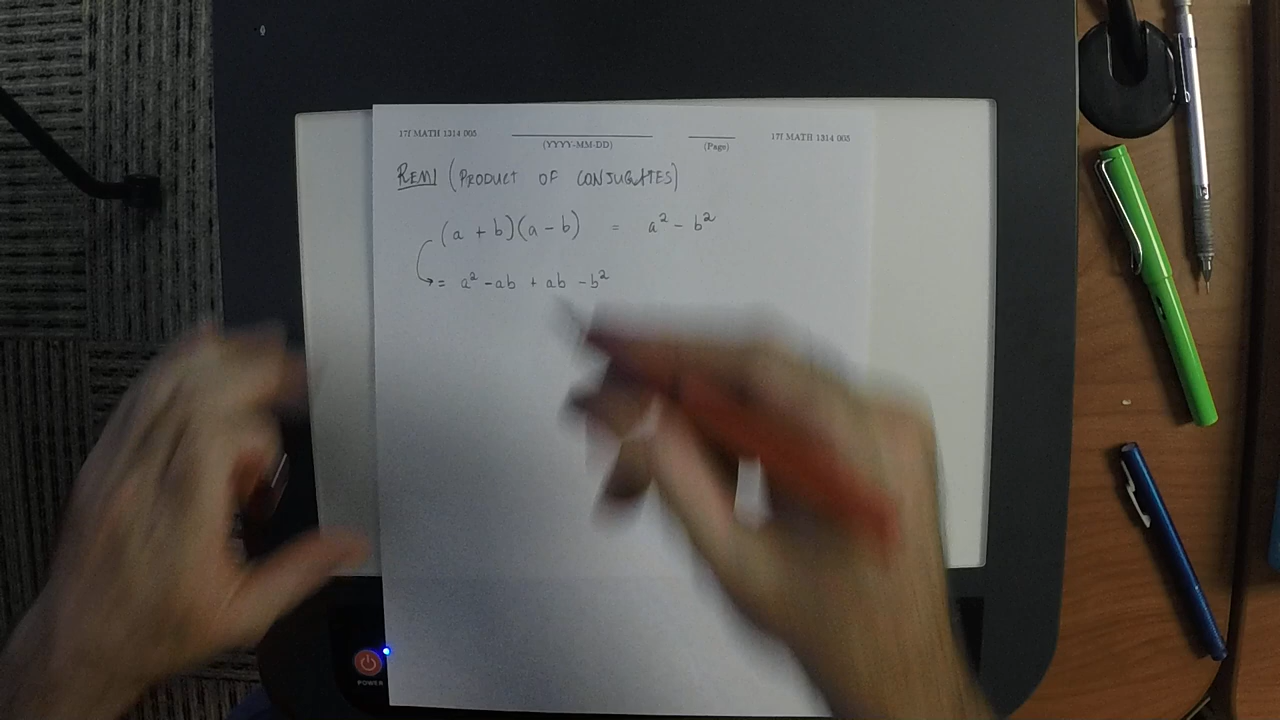 17f MATH 1314 005 (YYYY-MM-DD) (Page) 17f MATH 1314 005
REM (PRODUCT OF CONJUGATES)
(a + b)(a - b) = a² - b²
= a² - ab + ab - b²
POWER